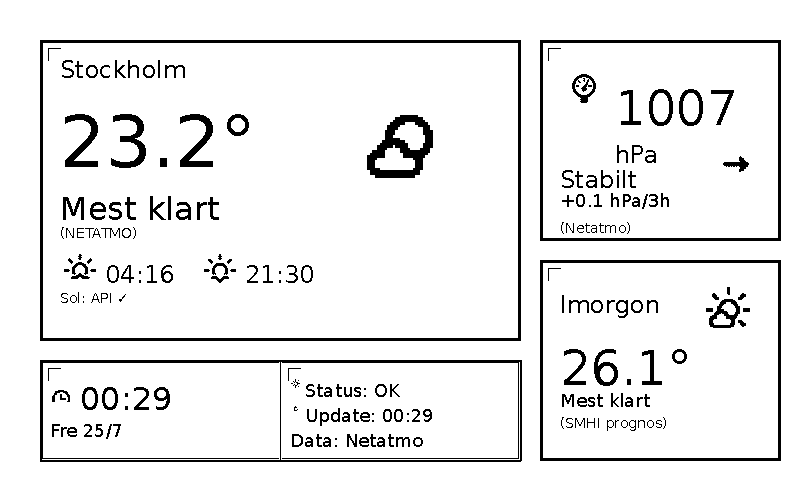 Stockholm
23.2°
Mest klart
(NETATMO)
04:16 21:30
Sol: API ✓
1007
hPa
Stabilt
+0.1 hPa/3h
(Netatmo)
Imorgon
26.1°
Mest klart
(SMHI prognos)
00:29
Fre 25/7
Status: OK
Update: 00:29
Data: Netatmo